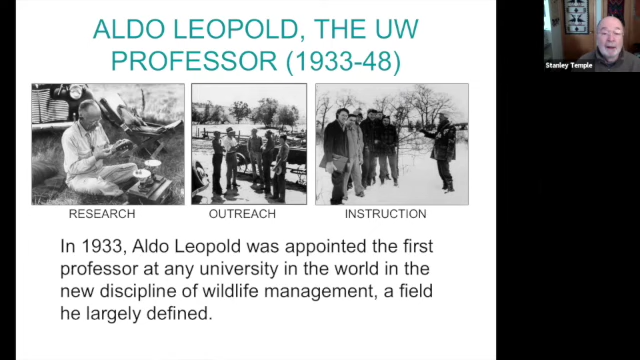 ALDO LEOPOLD, THE UW
PROFESSOR (1933-48)
Stanley Temple
RESEARCH
OUTREACH
INSTRUCTION
In 1933, Aldo Leopold was appointed the first
professor at any university in the world in the
new discipline of wildlife management, a field
he largely defined.